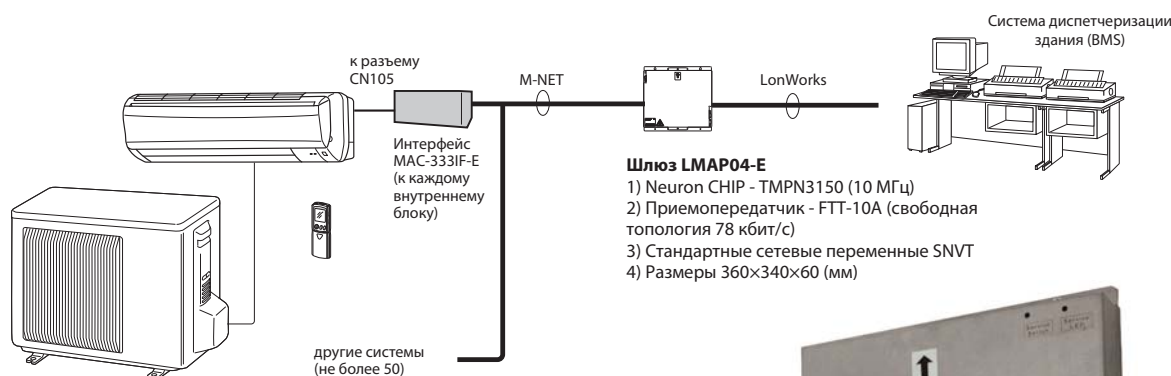 Система диспетчеризации
здания (BMS)
к разъему
CN105
M-NET
LonWorks
Интерфейс
MAC-333IF-E
(к каждому
внутреннему
блоку)
Шлюз LMAP04-E
1) Neuron CHIP - TMPN3150 (10 МГц)
2) Приемопередатчик - FTT-10A (свободная
топология 78 кбит/с)
3) Стандартные сетевые переменные SNVT
4) Размеры 360×340×60 (мм)
другие системы
(не более 50)